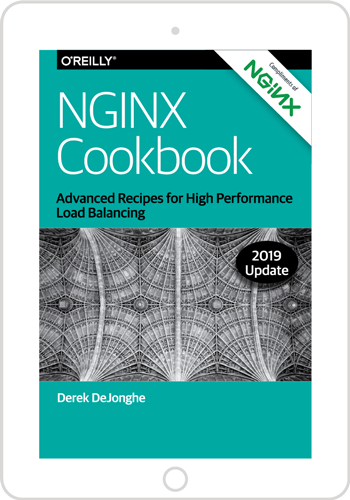 O'REILLY®
Compliments of
NGINX
NGINX
Cookbook
Advanced Recipes for High Performance
Load Balancing
2019
Update
Derek DeJonghe